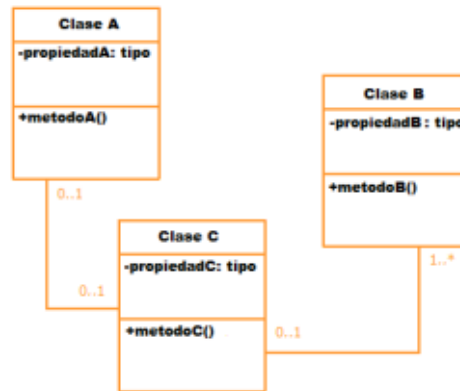 Clase A
-propiedadA: tipo
+metodoA()
0..1
Clase B
-propiedadB : tipo
+metodoB()
1..*
0..1
Clase C
-propiedadC: tipo
+metodoC()
0..1